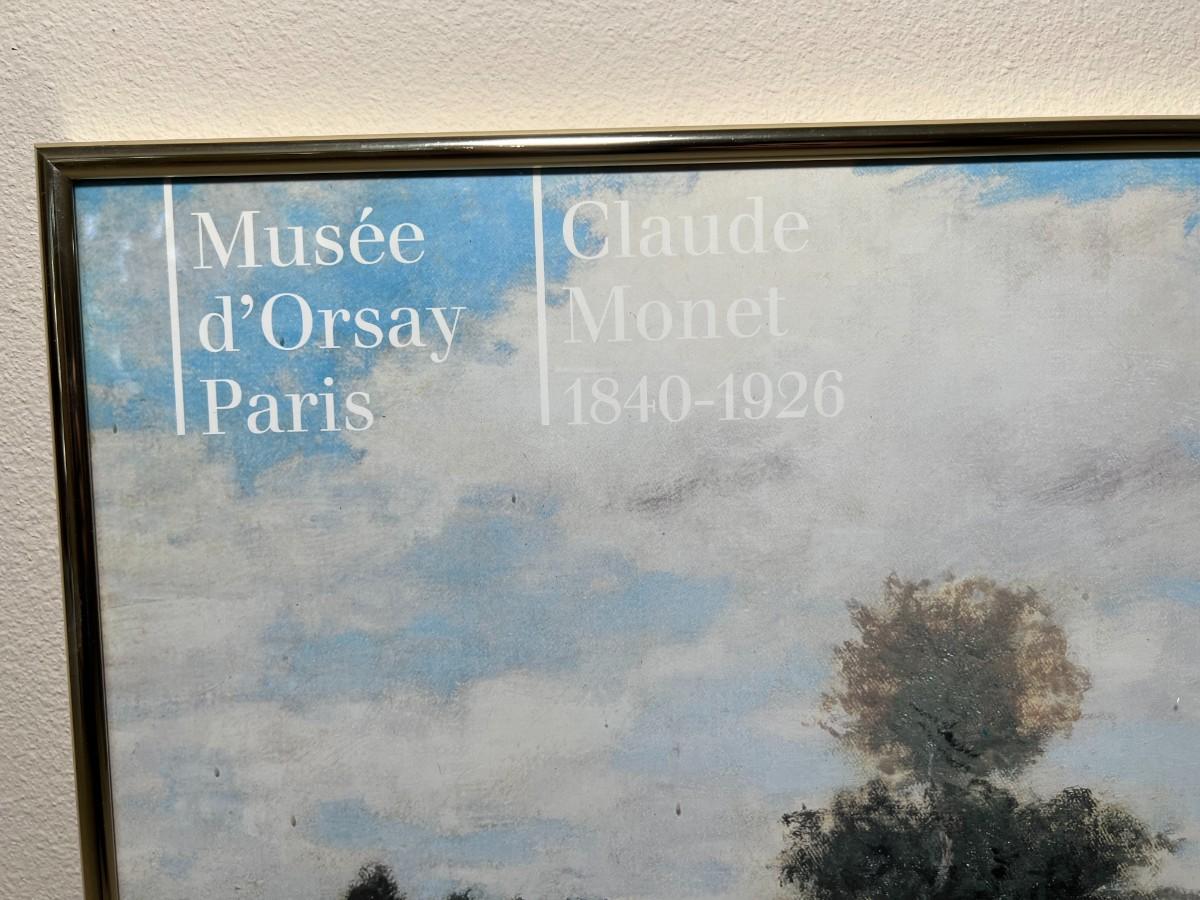 Musée
d'Orsay
Paris
Claude
Monet
1840-1926